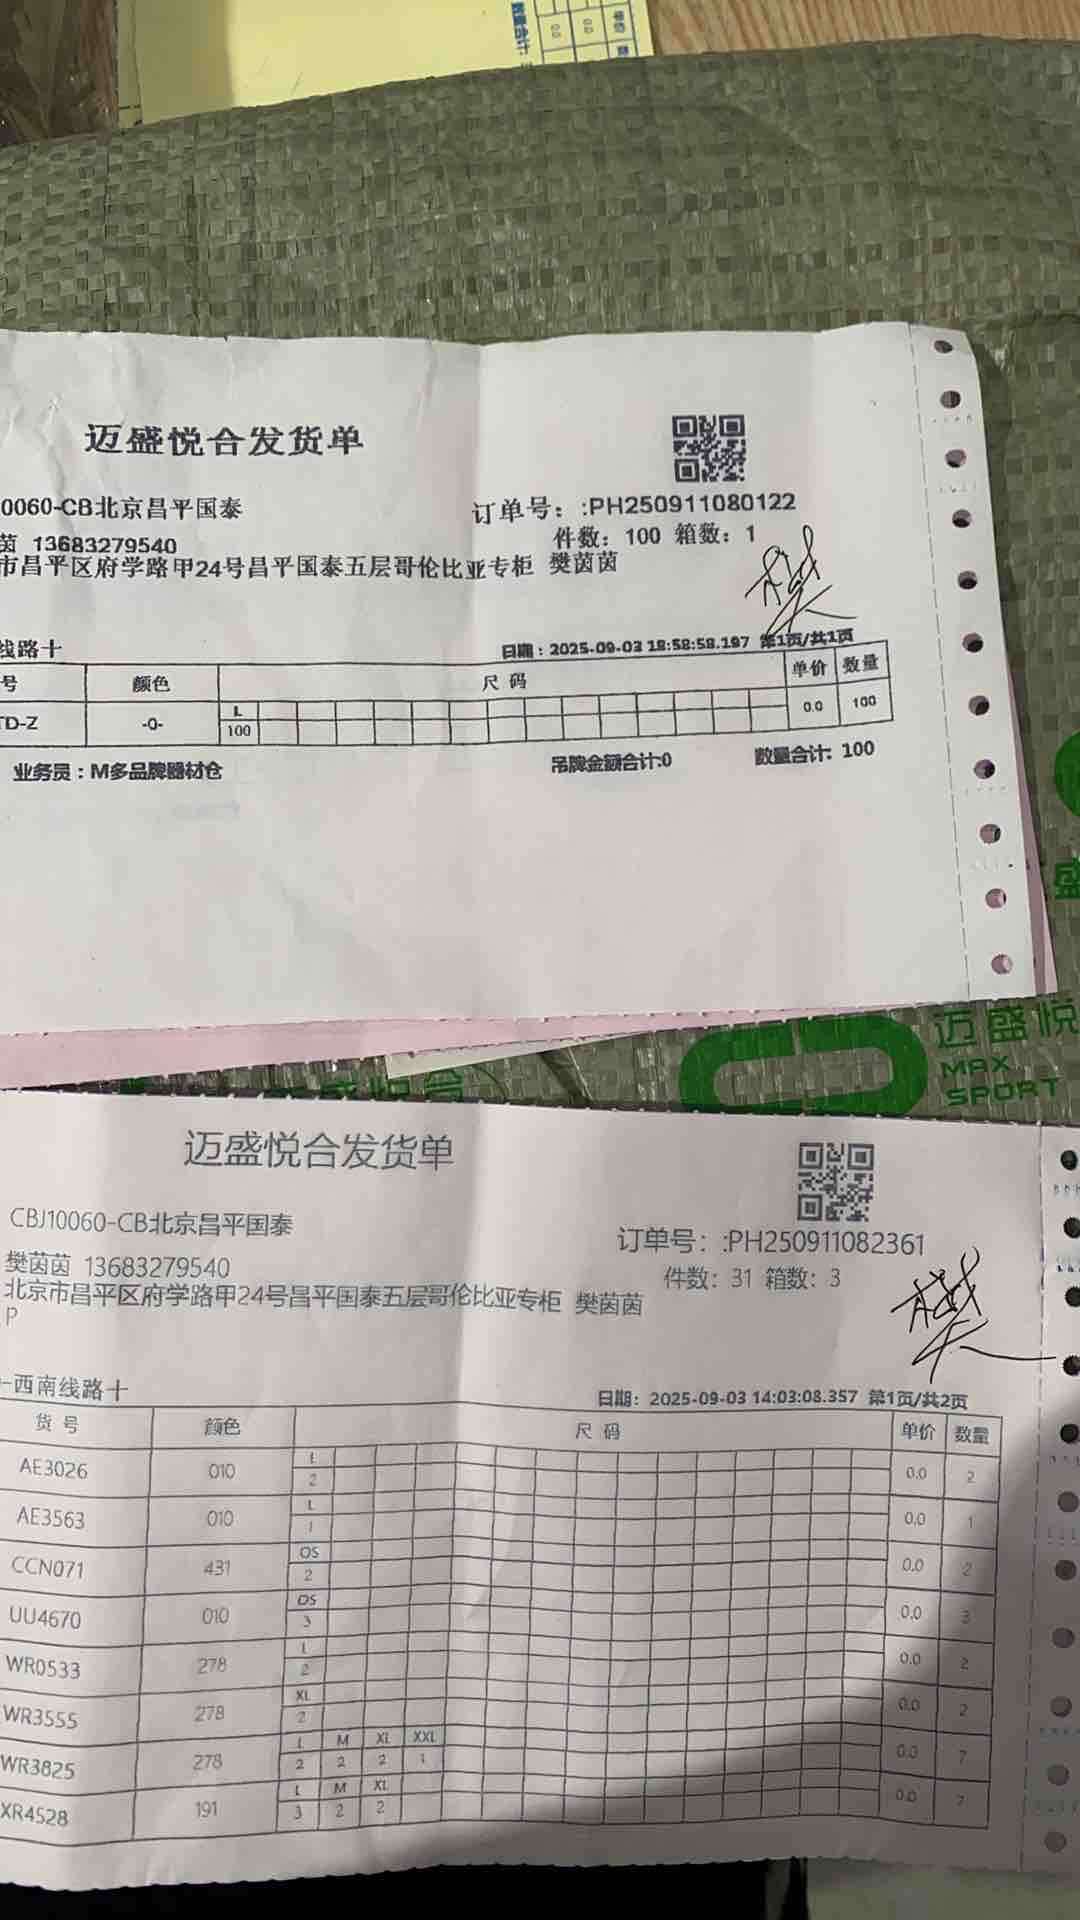 单价
数量合计:
0.0
0.0
迈盛悦合发货单
0060-CB北京昌平国泰
订单号：:PH250911080122
茵 13683279540
件数：100 箱数：1
市昌平区府学路甲24号昌平国泰五层哥伦比亚专柜 樊茵茵
樊
线路十
日期：2025-09-03 18:58:58.197 第1页/共1页
号 颜色 尺 码 单价 数量
TD-Z -0- L 0.0 100
100
业务员：M多品牌器材仓 吊牌金额合计:0 数量合计: 100
盛
迈盛悦
MAX
SPORT
迈盛悦合发货单
CBJ10060-CB北京昌平国泰
订单号：:PH250911082361
樊茵茵 13683279540
件数：31 箱数：3
北京市昌平区府学路甲24号昌平国泰五层哥伦比亚专柜 樊茵茵
P
樊
-西南线路十
日期：2025-09-03 14:03:08.357 第1页/共2页
货 号 颜色 尺 码 单价 数量
AE3026 010 L 0.0 2
2
AE3563 010 L 0.0 1
1
CCN071 431 OS 0.0 2
2
UU4670 010 OS 0.0 3
3
WR0533 278 L 0.0 2
2
WR3555 278 XL 0.0 2
2
WR3825 278 L M XL XXL 0.0 7
2 2 2 1
XR4528 191 L M XL 0.0 7
3 2 2